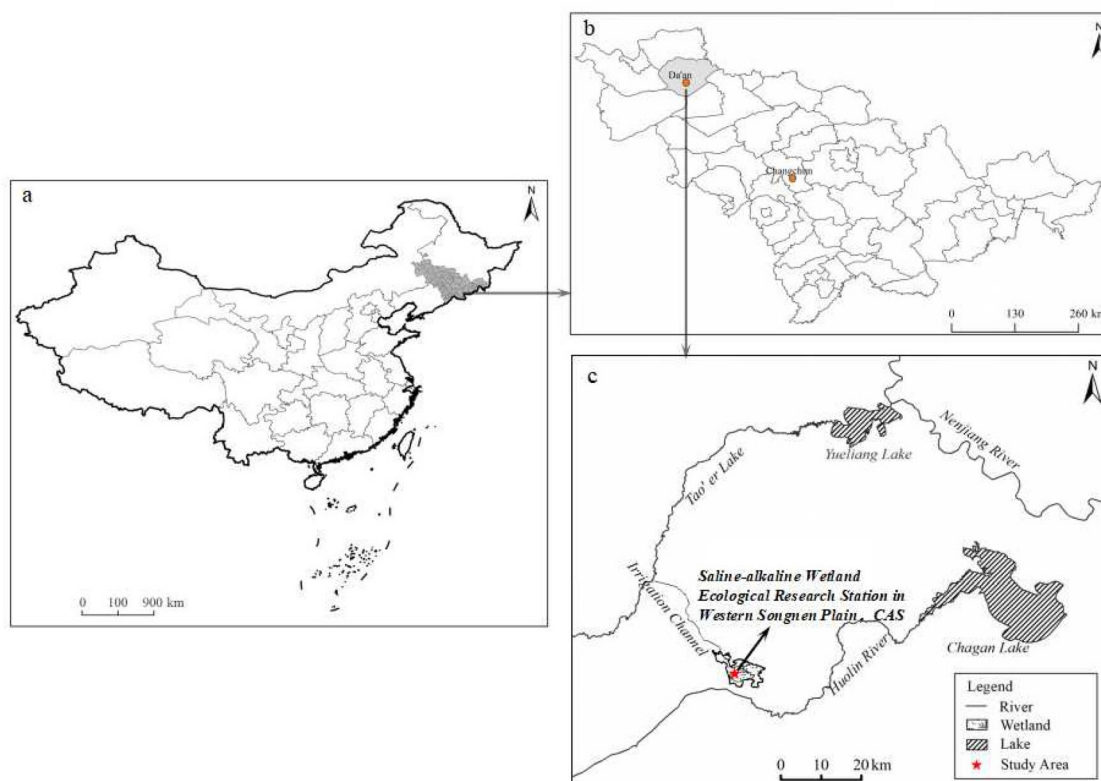 a
N
0 100 900 km
b
N
Da'an
Changchun
0 130 260 km
c
N
Yueliang Lake
Nenjiang River
Tao' er Lake
Irrigation Channel
Saline-alkaline Wetland
Ecological Research Station in
Western Songnen Plain, CAS
Huolin River
Chagan Lake
Legend
River
Wetland
Lake
Study Area
0 10 20 km